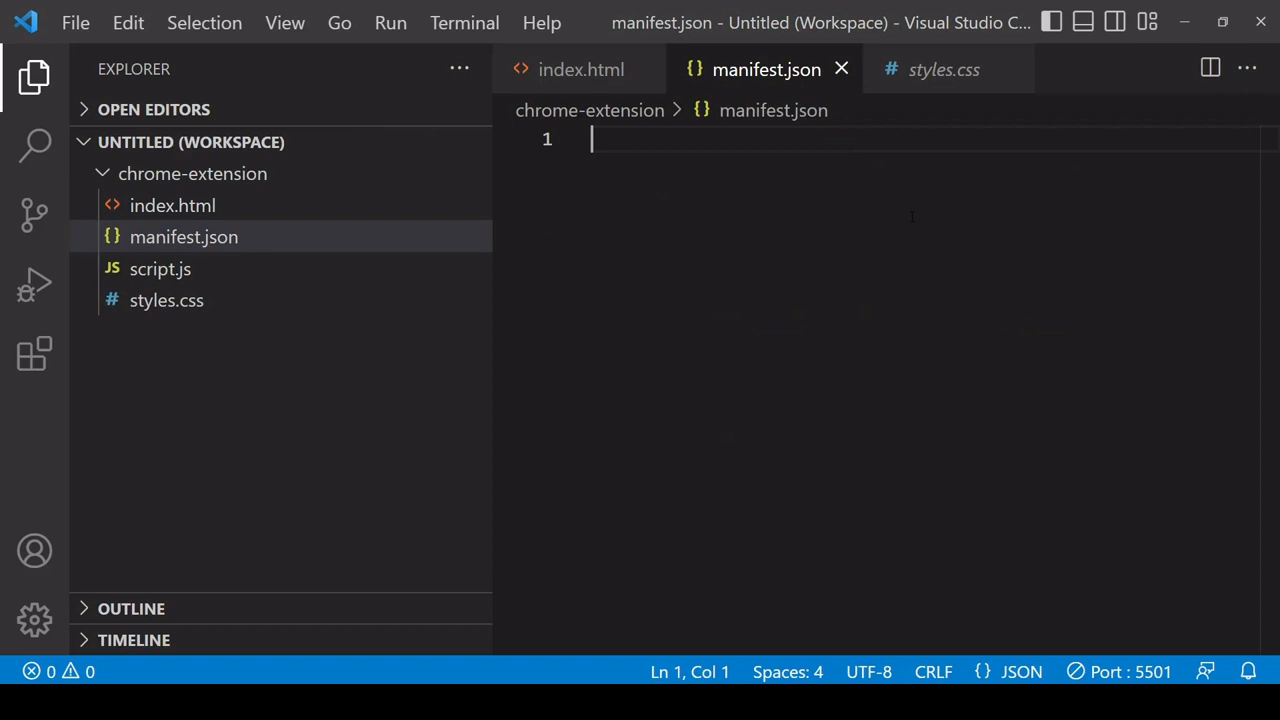 File Edit Selection View Go Run Terminal Help manifest.json - Untitled (Workspace) - Visual Studio C...
EXPLORER
index.html
{} manifest.json
# styles.css
OPEN EDITORS
chrome-extension > {} manifest.json
UNTITLED (WORKSPACE)
1
chrome-extension
index.html
{} manifest.json
JS script.js
# styles.css
OUTLINE
TIMELINE
0 0 Ln 1, Col 1 Spaces: 4 UTF-8 CRLF {} JSON Port : 5501